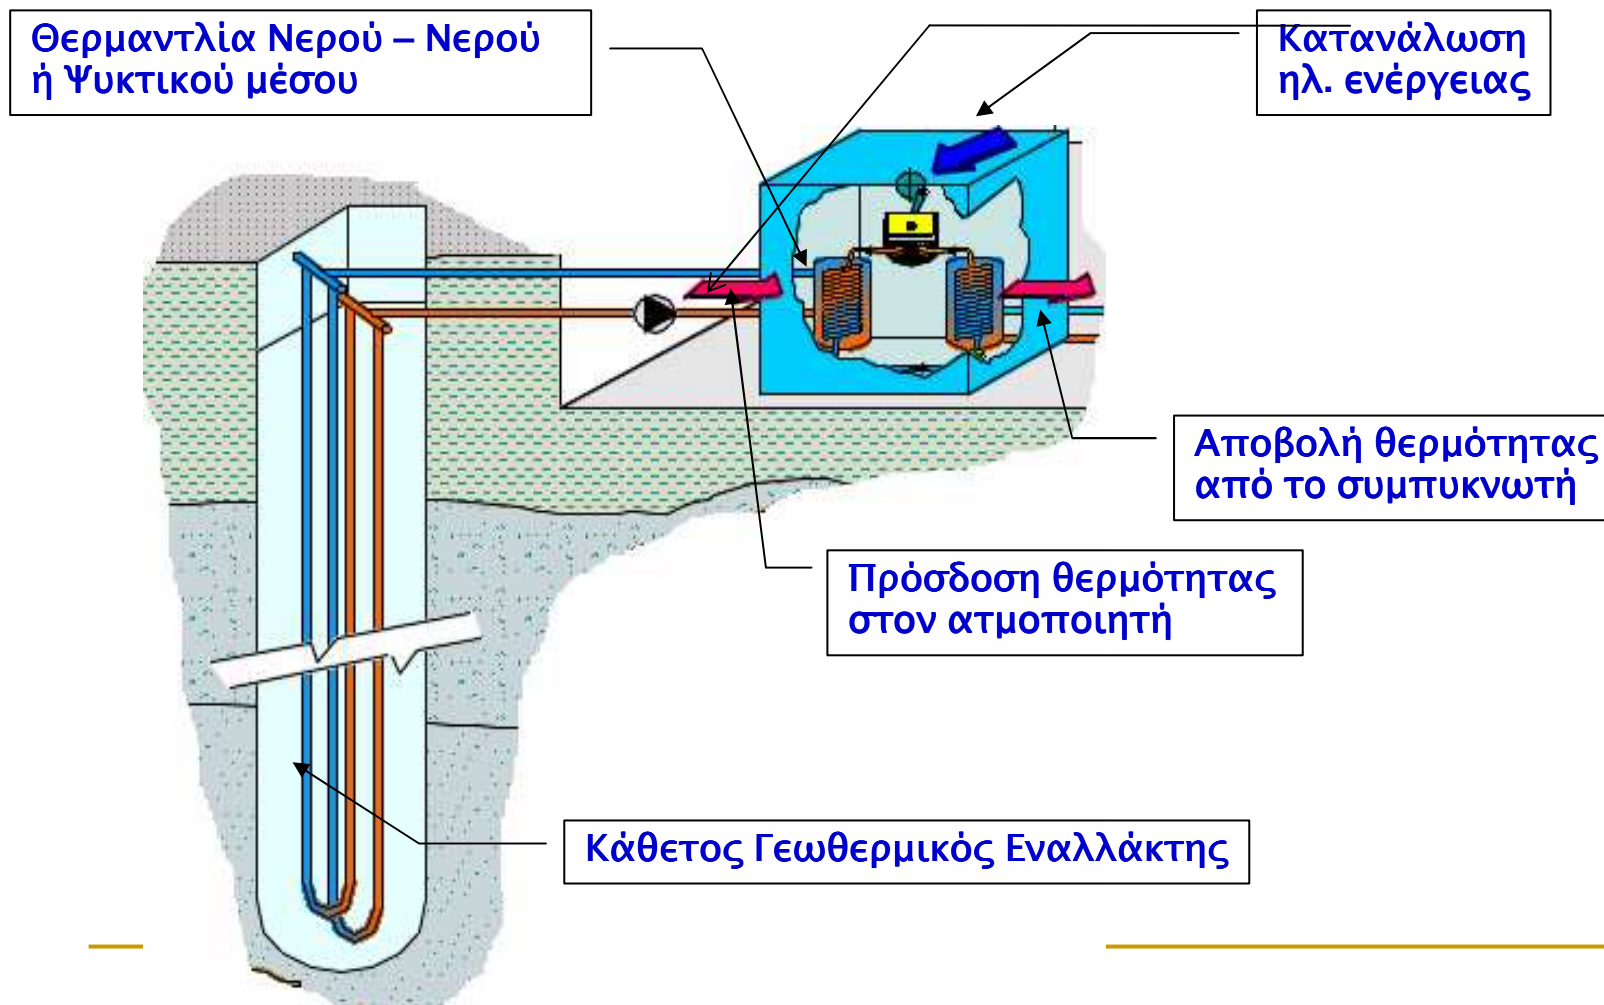 Θερμαντλία Νερού – Νερού
ή Ψυκτικού μέσου
Κατανάλωση
ηλ. ενέργειας
Αποβολή θερμότητας
από το συμπυκνωτή
Πρόσδοση θερμότητας
στον ατμοποιητή
Κάθετος Γεωθερμικός Εναλλάκτης